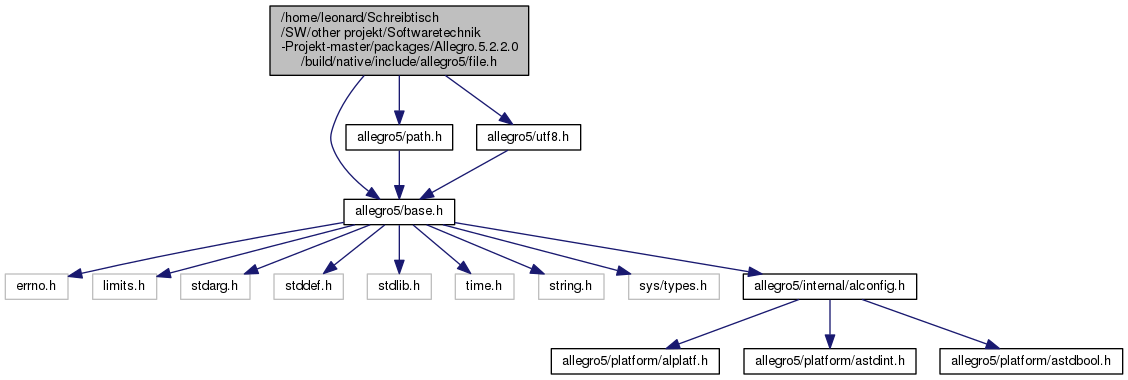 /home/leonard/Schreibtisch
/SW/other projekt/Softwaretechnik
-Projekt-master/packages/Allegro.5.2.2.0
/build/native/include/allegro5/file.h
allegro5/path.h
allegro5/utf8.h
allegro5/base.h
errno.h
limits.h
stdarg.h
stddef.h
stdlib.h
time.h
string.h
sys/types.h
allegro5/internal/alconfig.h
allegro5/platform/alplatf.h
allegro5/platform/astdint.h
allegro5/platform/astdbool.h